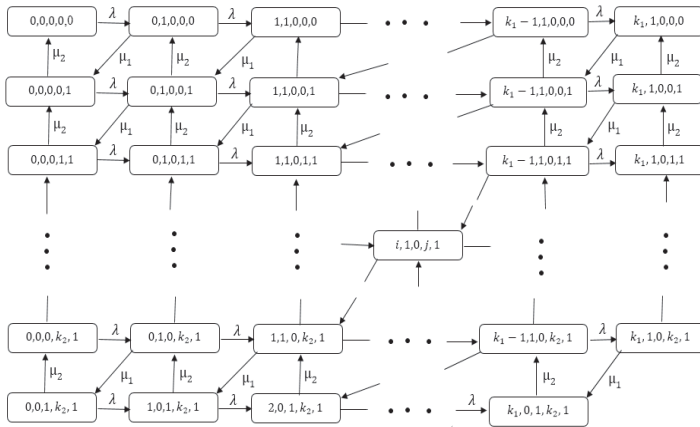 0,0,0,0,0 λ 0,1,0,0,0 λ 1,1,0,0,0 • • • k₁ − 1,1,0,0,0 λ k₁, 1,0,0,0
μ₂ μ₁ μ₂ μ₁ μ₂ μ₁ μ₂
0,0,0,0,1 λ 0,1,0,0,1 λ 1,1,0,0,1 • • • k₁ − 1,1,0,0,1 λ k₁, 1,0,0,1
μ₂ μ₁ μ₂ μ₁ μ₂ μ₂ μ₁ μ₂
0,0,0,1,1 λ 0,1,0,1,1 λ 1,1,0,1,1 • • • k₁ − 1,1,0,1,1 λ k₁, 1,0,1,1
i, 1,0, j, 1
0,0,0, k₂, 1 λ 0,1,0, k₂, 1 λ 1,1,0, k₂, 1 • • • k₁ − 1,1,0, k₂, 1 λ k₁, 1,0, k₂, 1
μ₂ μ₁ μ₂ μ₁ μ₂ μ₂ μ₁
0,0,1, k₂, 1 λ 1,0,1, k₂, 1 λ 2,0,1, k₂, 1 • • • λ k₁, 0,1, k₂, 1